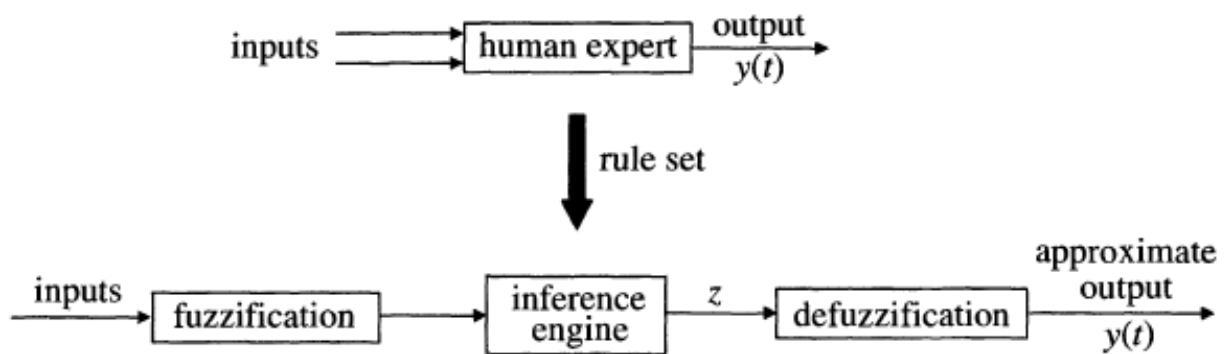 inputs
human expert
output
y(t)
rule set
inputs
fuzzification
inference
engine
z
defuzzification
approximate
output
y(t)